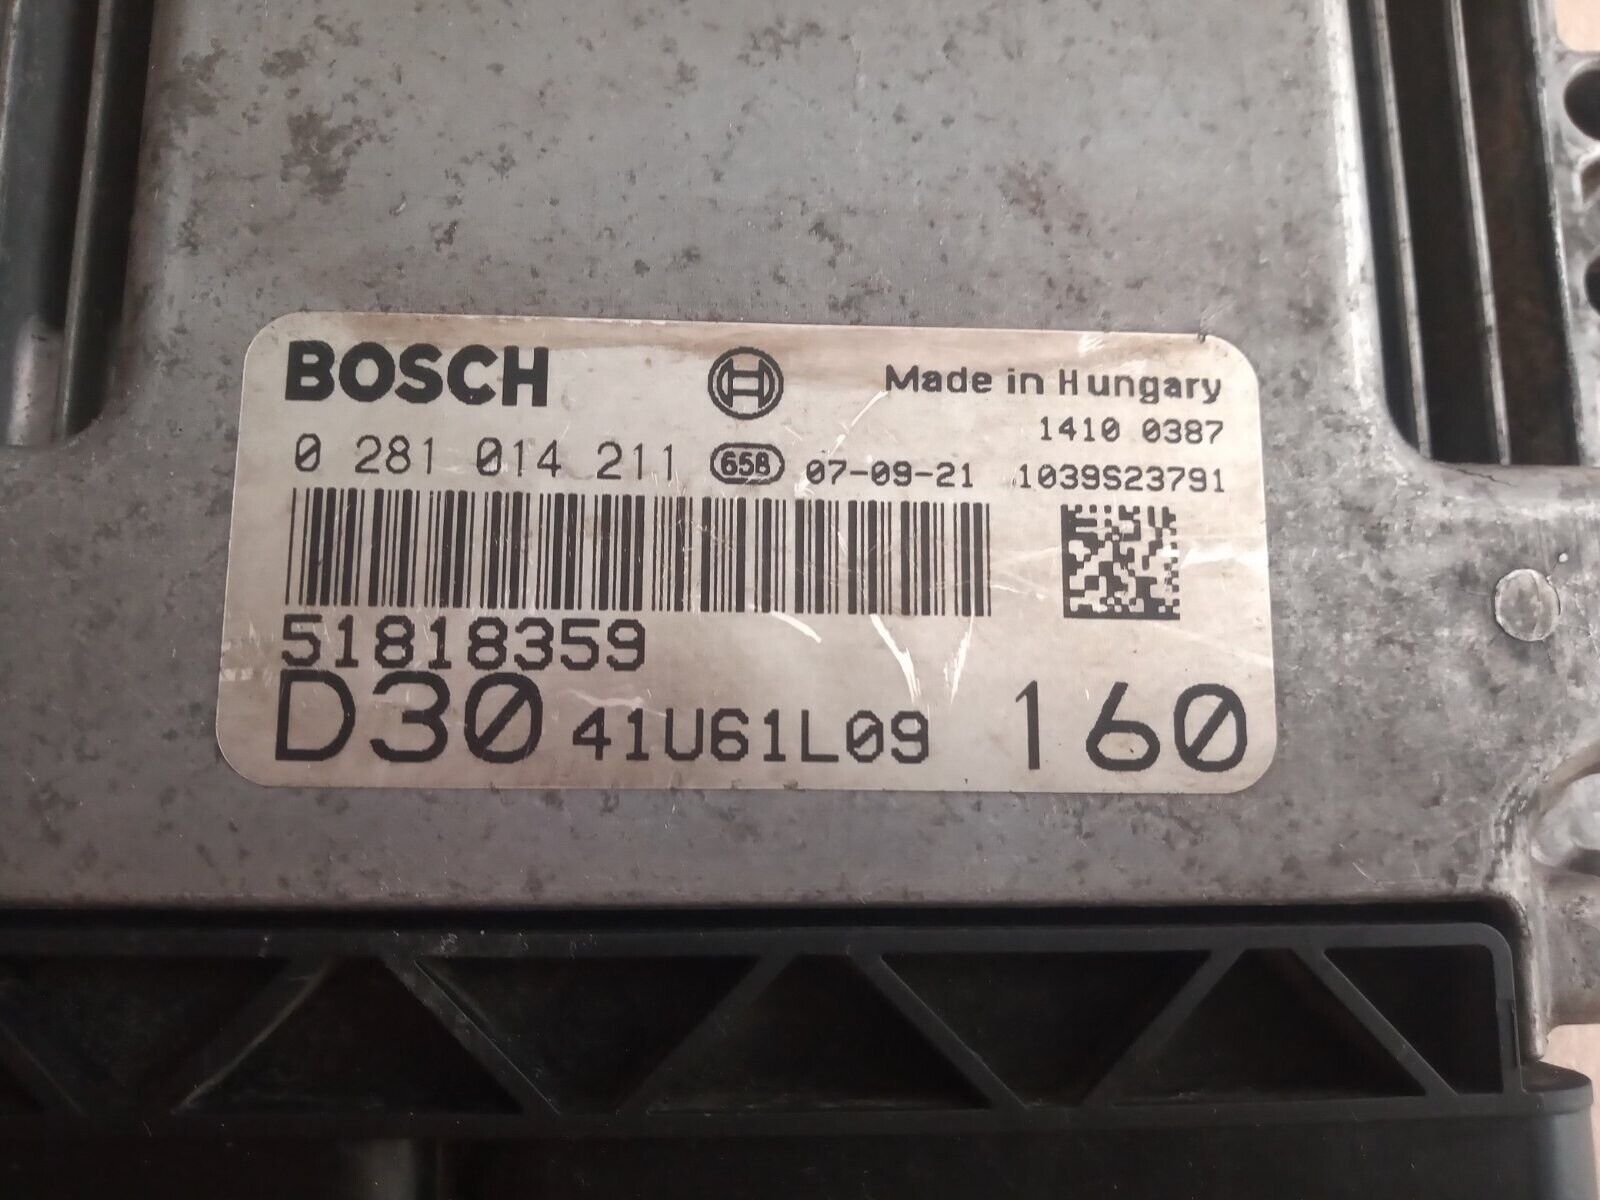 BOSCH
Made in Hungary
1410 0387
0 281 014 211 658 07-09-21 1039S23791
51818359
D30 41U61L09 160